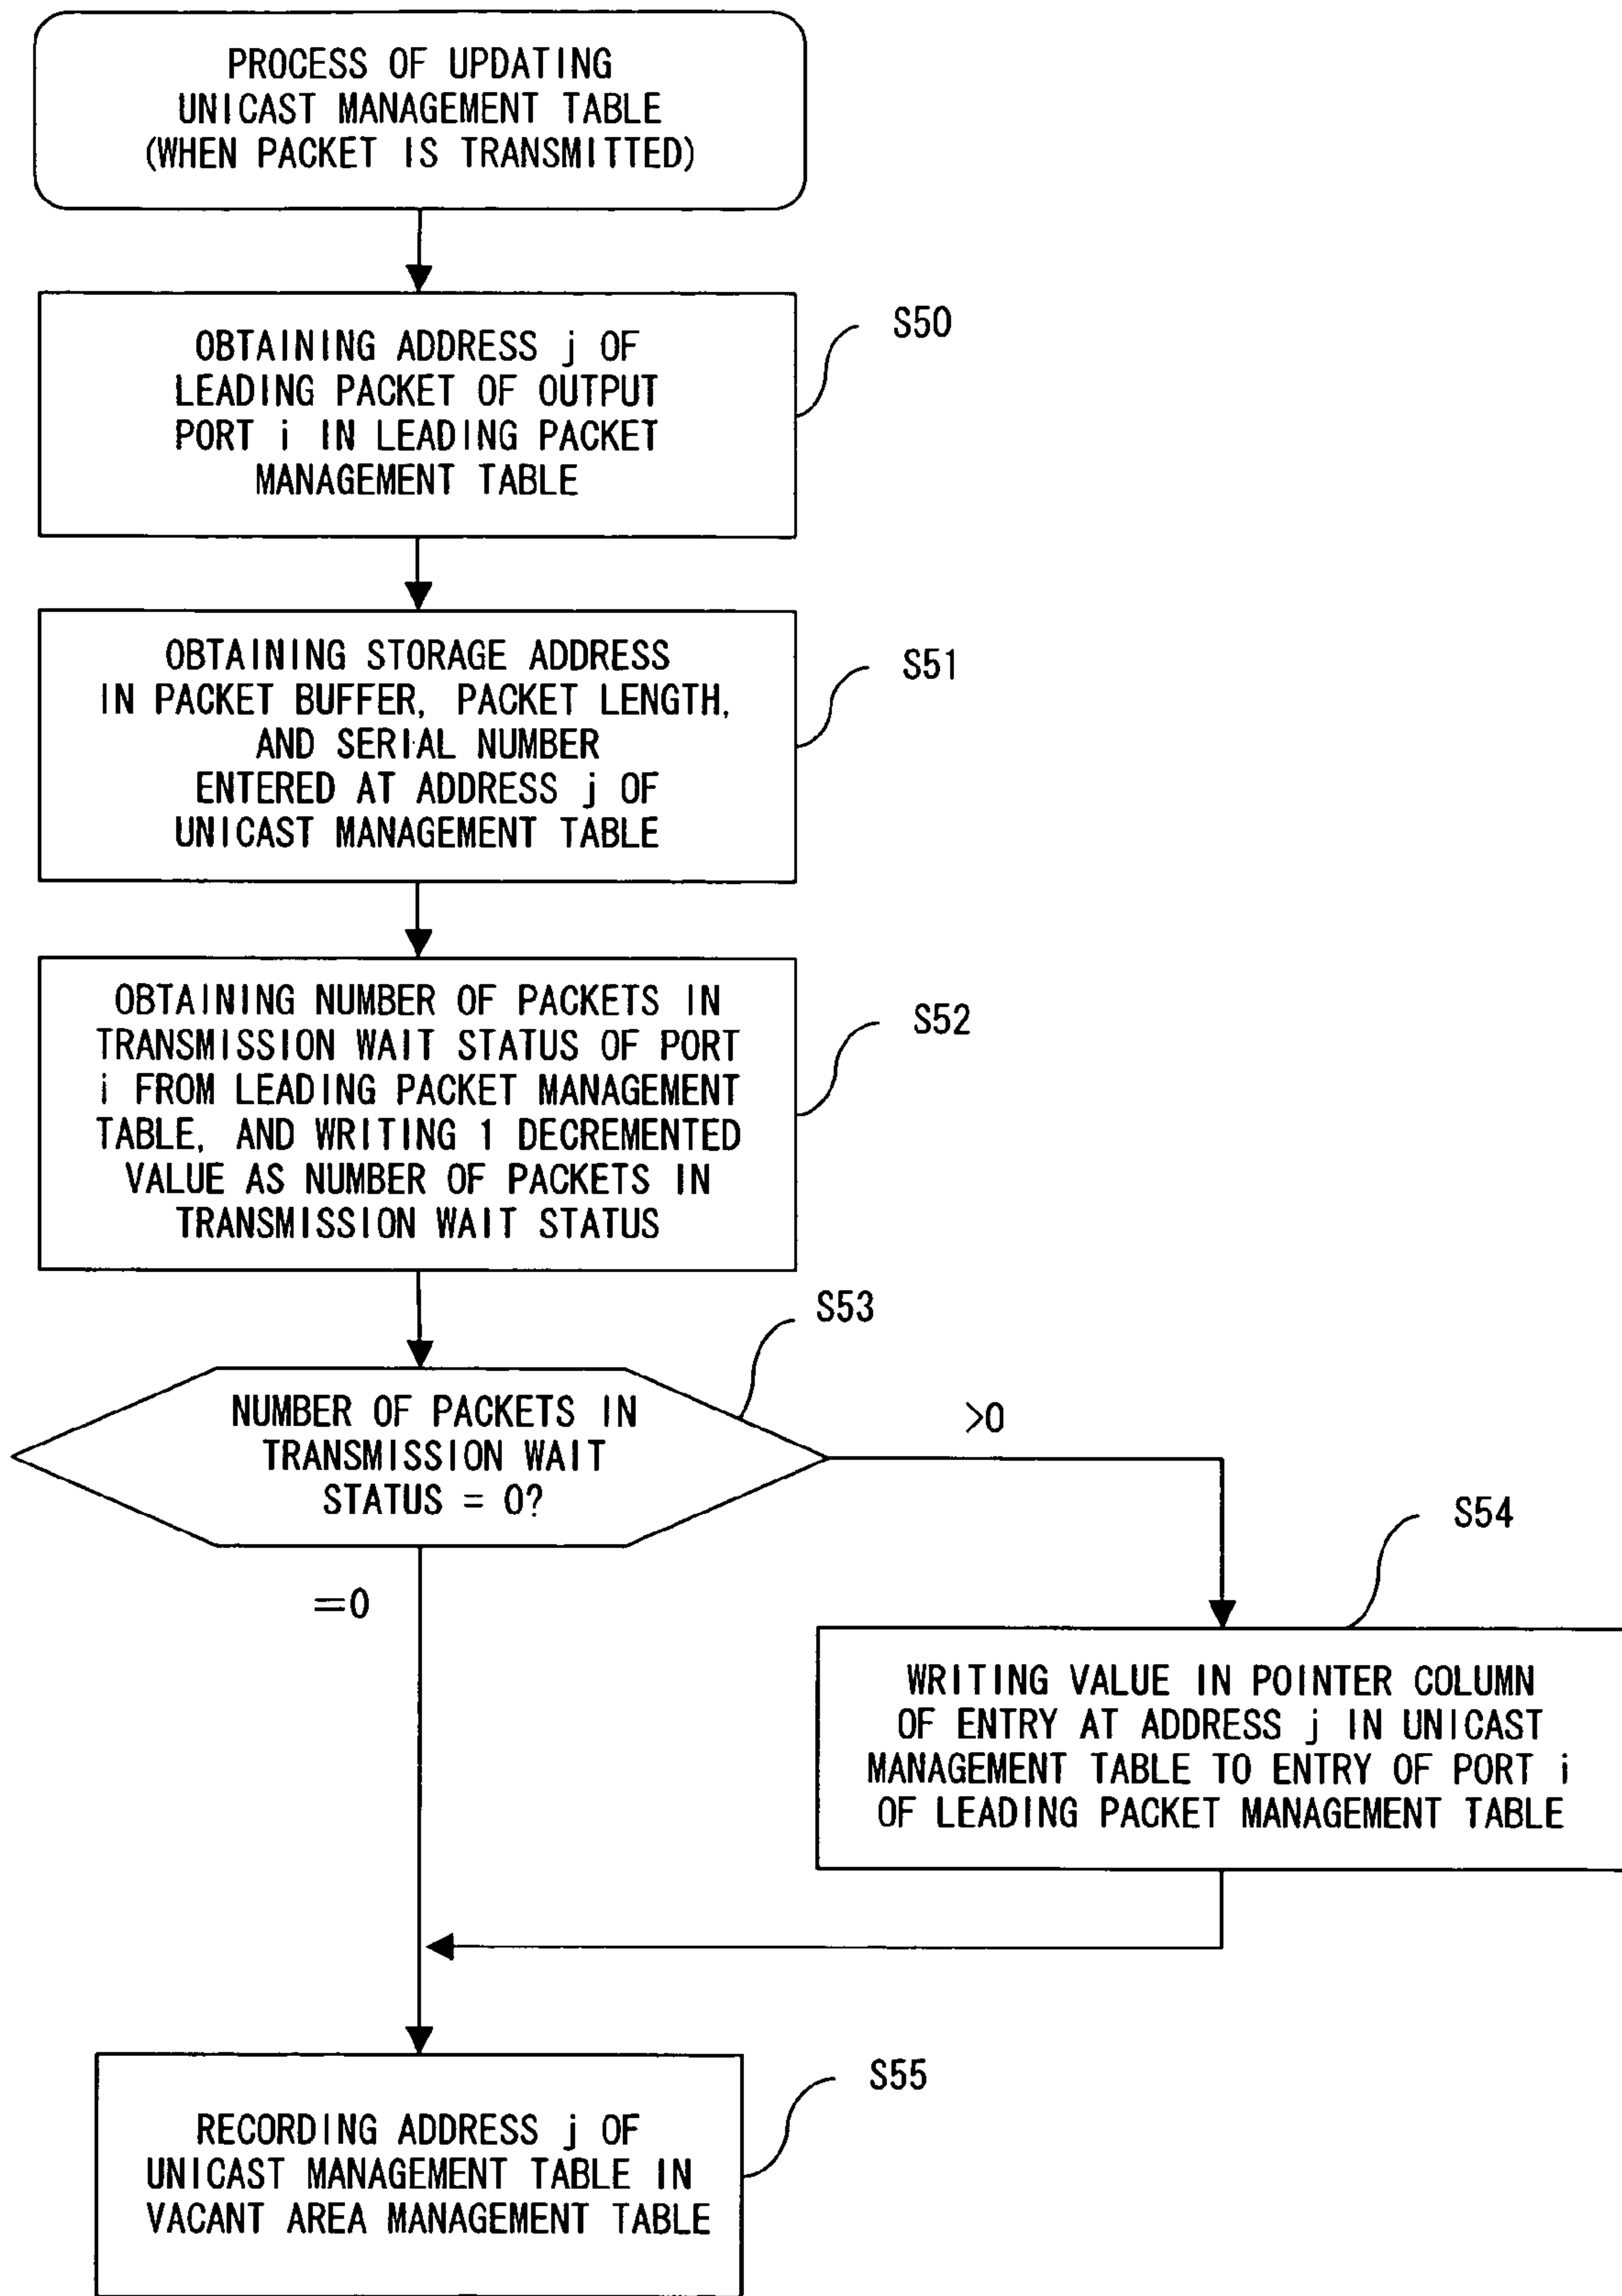 PROCESS OF UPDATING
UNICAST MANAGEMENT TABLE
(WHEN PACKET IS TRANSMITTED)
OBTAINING ADDRESS j OF
LEADING PACKET OF OUTPUT
PORT i IN LEADING PACKET
MANAGEMENT TABLE
S50
OBTAINING STORAGE ADDRESS
IN PACKET BUFFER, PACKET LENGTH,
AND SERIAL NUMBER
ENTERED AT ADDRESS j OF
UNICAST MANAGEMENT TABLE
S51
OBTAINING NUMBER OF PACKETS IN
TRANSMISSION WAIT STATUS OF PORT
i FROM LEADING PACKET MANAGEMENT
TABLE, AND WRITING 1 DECREMENTED
VALUE AS NUMBER OF PACKETS IN
TRANSMISSION WAIT STATUS
S52
S53
NUMBER OF PACKETS IN
TRANSMISSION WAIT
STATUS = 0?
>0
=0
S54
WRITING VALUE IN POINTER COLUMN
OF ENTRY AT ADDRESS j IN UNICAST
MANAGEMENT TABLE TO ENTRY OF PORT i
OF LEADING PACKET MANAGEMENT TABLE
S55
RECORDING ADDRESS j OF
UNICAST MANAGEMENT TABLE IN
VACANT AREA MANAGEMENT TABLE